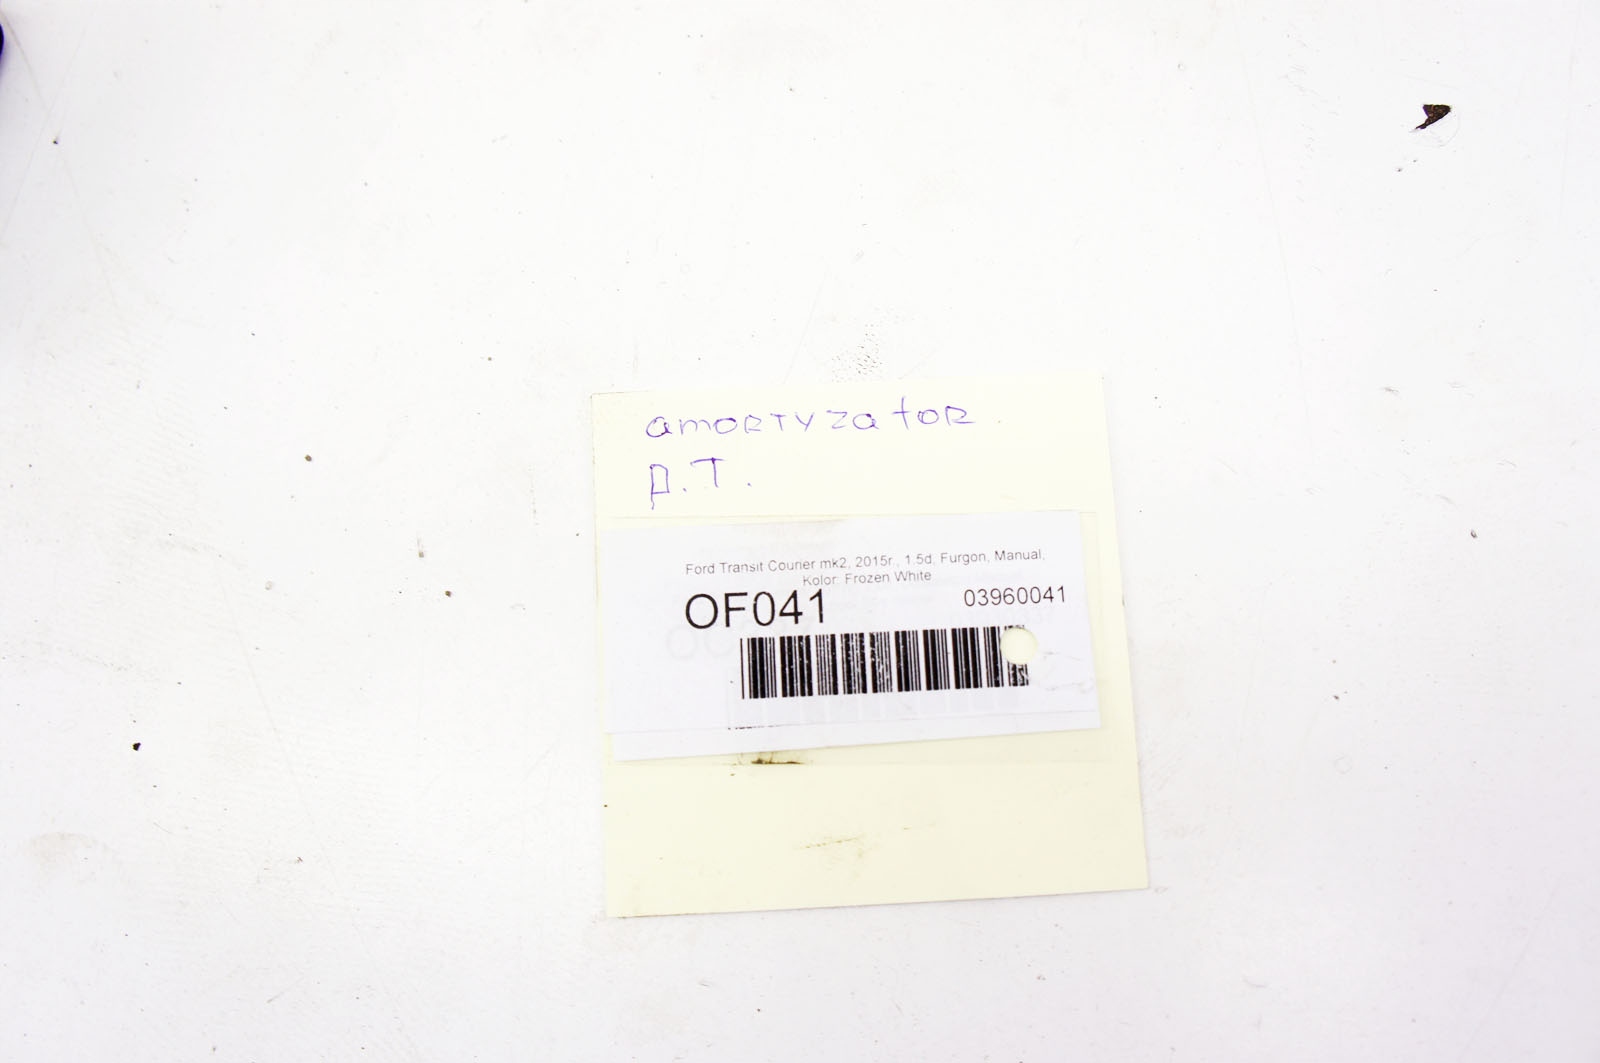 amortyzator
p.T.
Ford Transit Courier mk2, 2015r., 1.5d, Furgon, Manual,
Kolor: Frozen White
OF041 03960041